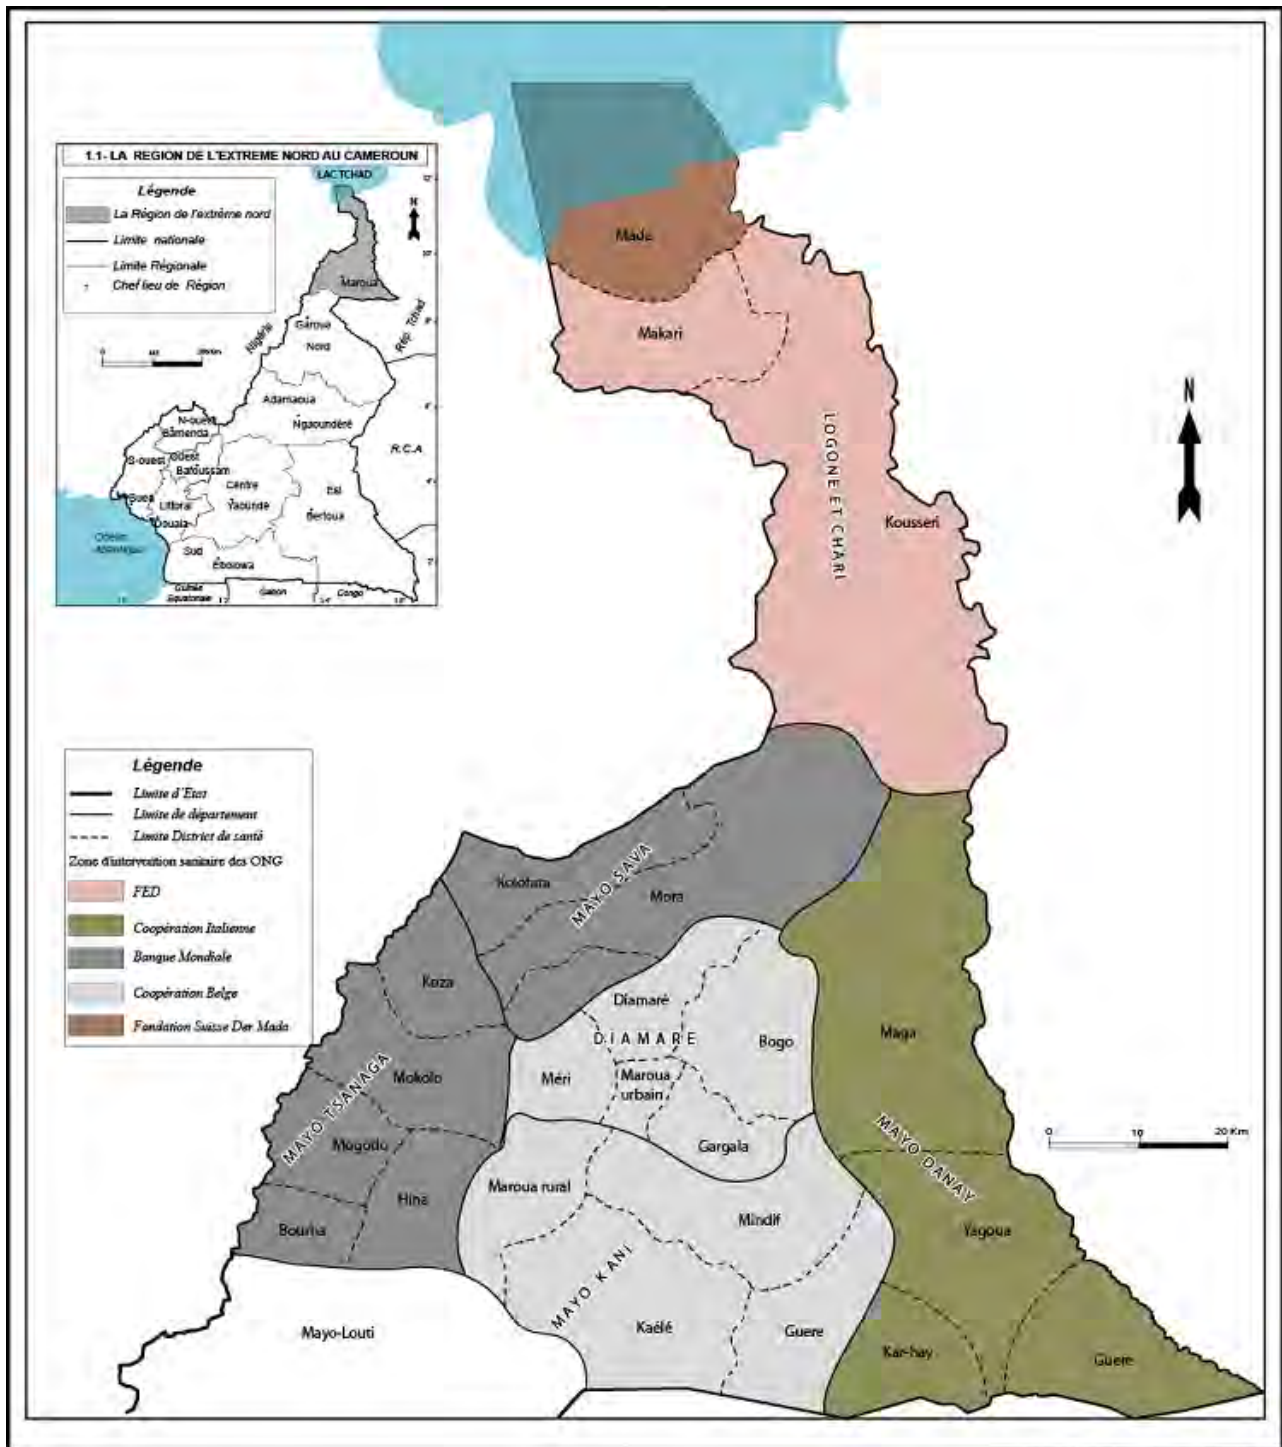 1.1- LA REGION DE L'EXTREME NORD AU CAMEROUN
LAC TCHAD
Légende
La Région de l'extrême nord
Limite nationale
Limite Régionale
Chef lieu de Région
N
Maroua
Nigéria
Rép. Tchad
Garoua
Nord
Adamaoua
Ngaoundéré
N-ouest
Bamenda
S-ouest
Ouest
Bafoussam
Centre
R.C.A
Buea
Littoral
Yaoundé
Est
Bertoua
Douala
Sud
Ebolowa
Guinée
Equatoriale
Gabon
Congo
Mada
Makari
LOGONE ET CHARI
Kousseri
N
Légende
Limite d'Etat
Limite de département
Limite District de santé
Zone d'intervention sanitaire des ONG
FED
Coopération Italienne
Banque Mondiale
Coopération Belge
Fondation Suisse Der Mada
Kolofata
MAYO SAVA
Mora
Koza
Diamaré
DIAMARE
Bogo
Maga
Mokolo
Méri
Maroua
urbain
MAYO TSANAGA
Mogodo
Gargala
0 10 20 Km
MAYO DANAY
Hina
Maroua rural
Mindif
Bourha
Yagoua
MAYO KANI
Mayo-Louti
Kaélé
Guere
Kar-hay
Guere